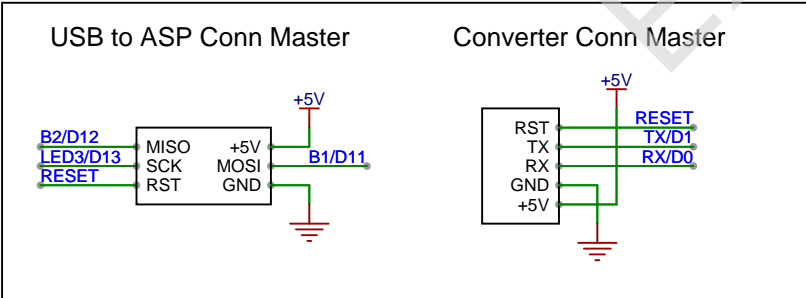 USB to ASP Conn Master
Converter Conn Master
+5V
B2/D12
LED3/D13
RESET
MISO
SCK
RST
+5V
MOSI
GND
B1/D11
+5V
RST
TX
RX
GND
+5V
RESET
TX/D1
RX/D0